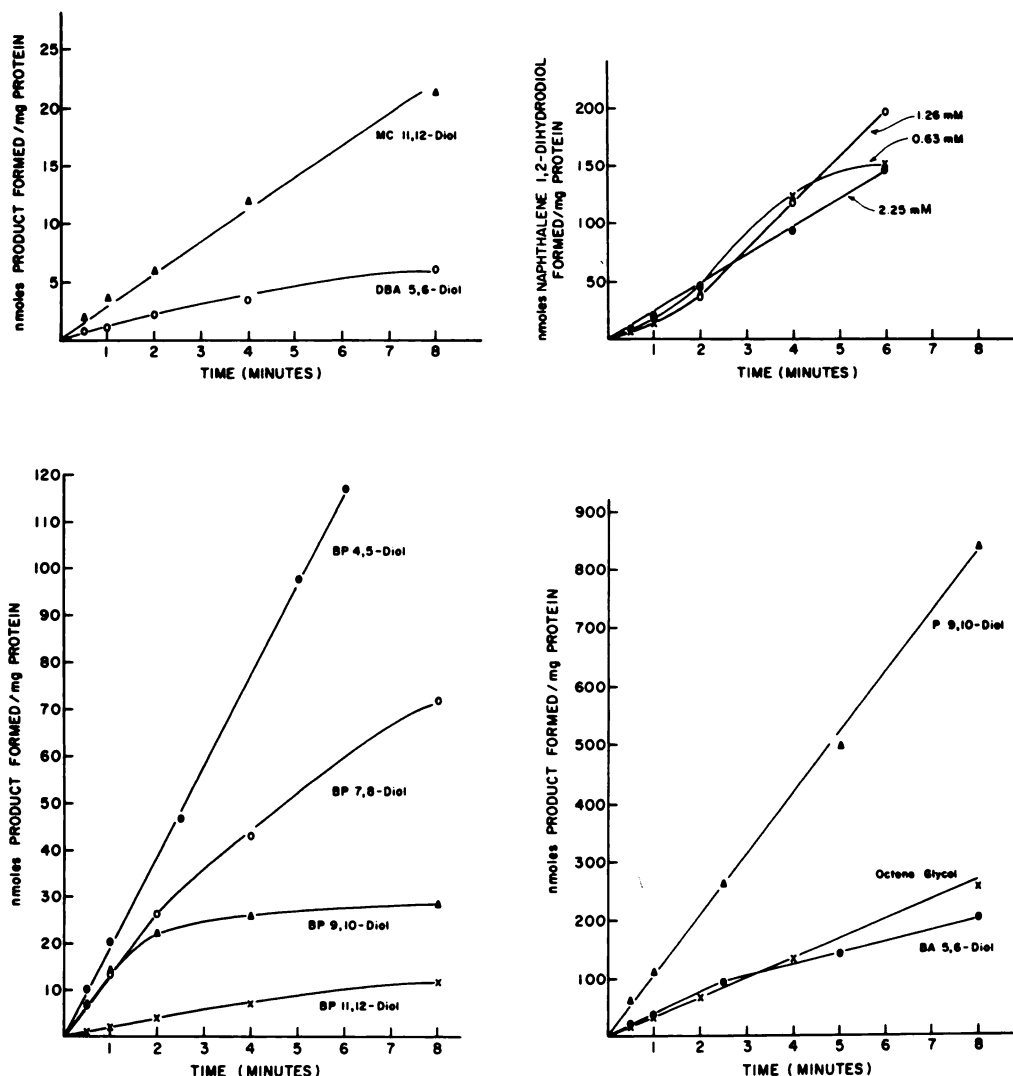 nmoles PRODUCT FORMED/mg PROTEIN
25
20
15
10
5
MC 11,12-Diol
DBA 5,6-Diol
1 2 3 4 5 6 7 8
TIME (MINUTES)
nmoles NAPHTHALENE 1,2-DIHYDRODIOL
FORMED/mg PROTEIN
200
150
100
50
1.26 mM
0.63 mM
2.25 mM
1 2 3 4 5 6 7 8
TIME (MINUTES)
nmoles PRODUCT FORMED/mg PROTEIN
120
110
100
90
80
70
60
50
40
30
20
10
BP 4,5-Diol
BP 7,8-Diol
BP 9,10-Diol
BP 11,12-Diol
1 2 3 4 5 6 7 8
TIME (MINUTES)
nmoles PRODUCT FORMED/mg PROTEIN
900
800
700
600
500
400
300
200
100
P 9,10-Diol
Octene Glycol
BA 5,6-Diol
1 2 3 4 5 6 7 8
TIME (MINUTES)